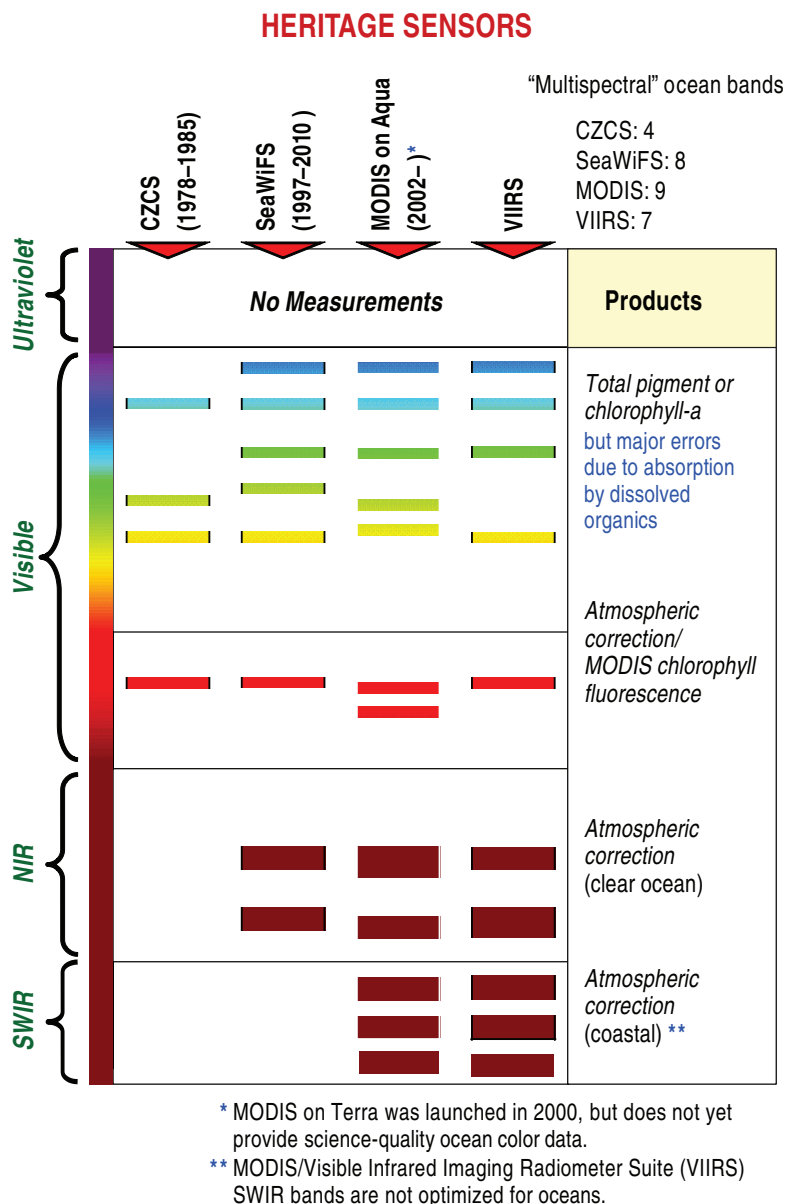 HERITAGE SENSORS
"Multispectral" ocean bands
CZCS: 4
SeaWiFS: 8
MODIS: 9
VIIRS: 7
CZCS
(1978–1985)
SeaWiFS
(1997–2010 )
MODIS on Aqua
(2002– ) *
VIIRS
Ultraviolet
No Measurements
Products
Visible
Total pigment or
chlorophyll-a
but major errors
due to absorption
by dissolved
organics
Atmospheric
correction/
MODIS chlorophyll
fluorescence
NIR
Atmospheric
correction
(clear ocean)
SWIR
Atmospheric
correction
(coastal) **
* MODIS on Terra was launched in 2000, but does not yet
provide science-quality ocean color data.
** MODIS/Visible Infrared Imaging Radiometer Suite (VIIRS)
SWIR bands are not optimized for oceans.